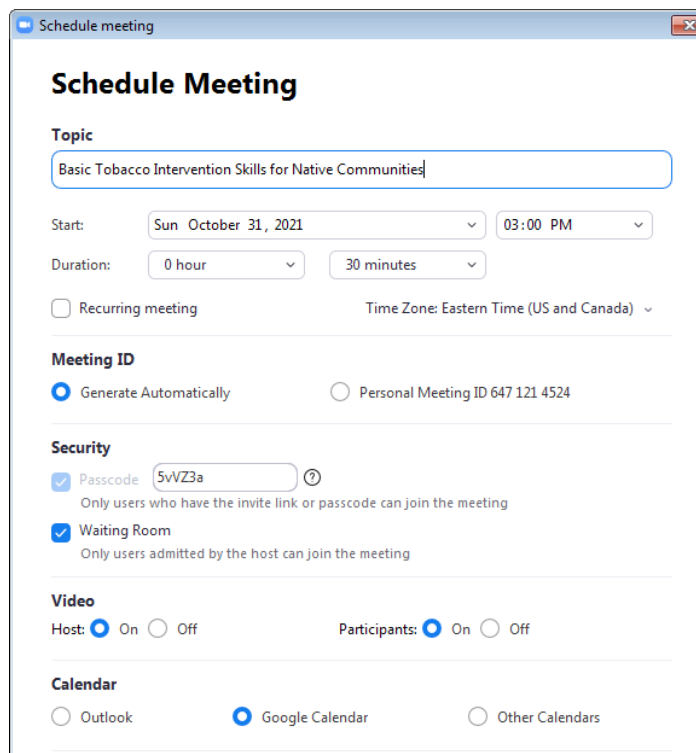 Schedule meeting
Schedule Meeting
Topic
Basic Tobacco Intervention Skills for Native Communities
Start: Sun October 31, 2021 03:00 PM
Duration: 0 hour 30 minutes
Recurring meeting Time Zone: Eastern Time (US and Canada)
Meeting ID
Generate Automatically Personal Meeting ID 647 121 4524
Security
Passcode 5vVZ3a ?
Only users who have the invite link or passcode can join the meeting
Waiting Room
Only users admitted by the host can join the meeting
Video
Host: On Off Participants: On Off
Calendar
Outlook Google Calendar Other Calendars